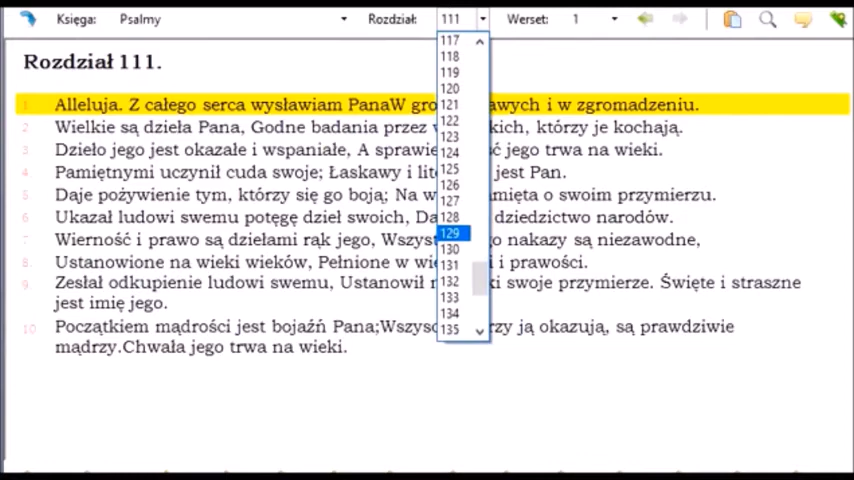 Księga: Psalmy Rozdział: 111 Werset: 1
Rozdział 111.
1 Alleluja. Z całego serca wysławiam PanaW gro awych i w zgromadzeniu.
2 Wielkie są dzieła Pana, Godne badania przez w kich, którzy je kochają.
3 Dzieło jego jest okazałe i wspaniałe, A sprawie ść jego trwa na wieki.
4 Pamiętnymi uczynił cuda swoje; Łaskawy i lito jest Pan.
5 Daje pożywienie tym, którzy się go boją; Na w amięta o swoim przymierzu.
6 Ukazał ludowi swemu potęgę dzieł swoich, Da dziedzictwo narodów.
7 Wierność i prawo są dziełami rąk jego, Wszyst o nakazy są niezawodne,
8 Ustanowione na wieki wieków, Pełnione w wie i prawości.
9 Zesłał odkupienie ludowi swemu, Ustanowił n ki swoje przymierze. Święte i straszne
jest imię jego.
10 Początkiem mądrości jest bojaźń Pana;Wszysc rzy ją okazują, są prawdziwie
mądrzy.Chwała jego trwa na wieki.
117
118
119
120
121
122
123
124
125
126
127
128
129
130
131
132
133
134
135